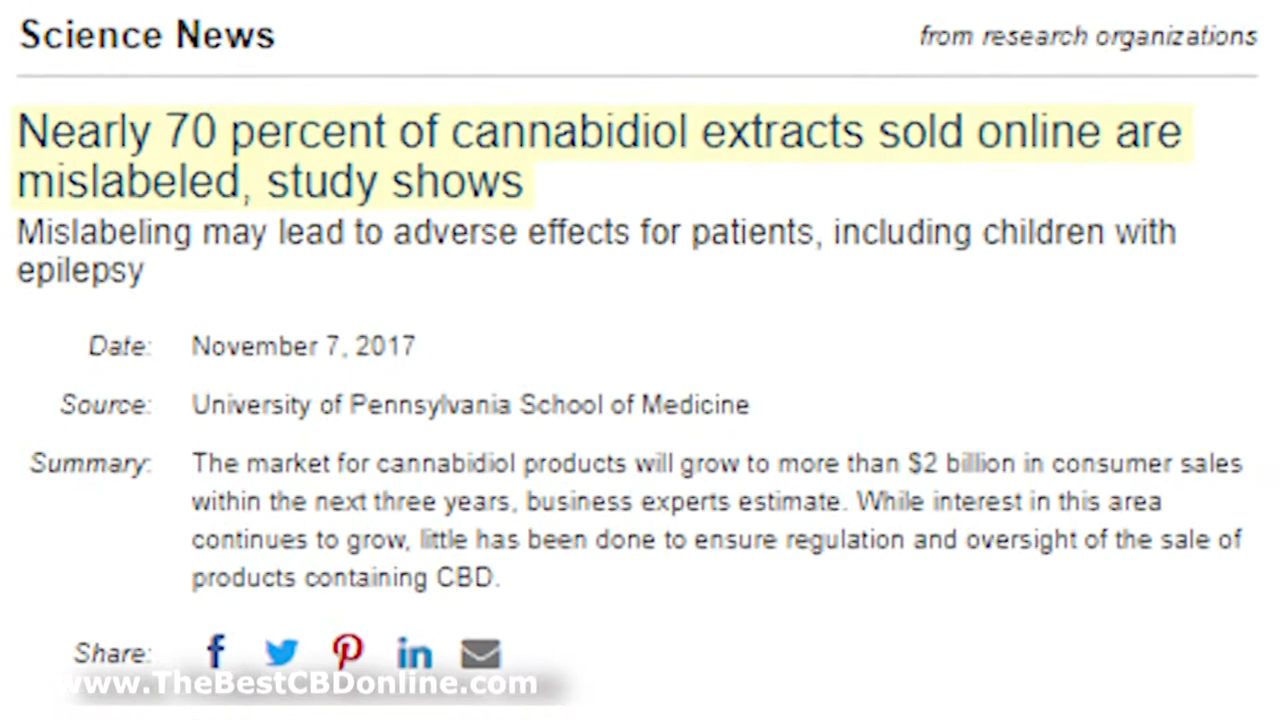 Science News
from research organizations
Nearly 70 percent of cannabidiol extracts sold online are
mislabeled, study shows
Mislabeling may lead to adverse effects for patients, including children with
epilepsy
Date: November 7, 2017
Source: University of Pennsylvania School of Medicine
Summary: The market for cannabidiol products will grow to more than $2 billion in consumer sales
within the next three years, business experts estimate. While interest in this area
continues to grow, little has been done to ensure regulation and oversight of the sale of
products containing CBD.
Share:
www.TheBestCBDonline.com